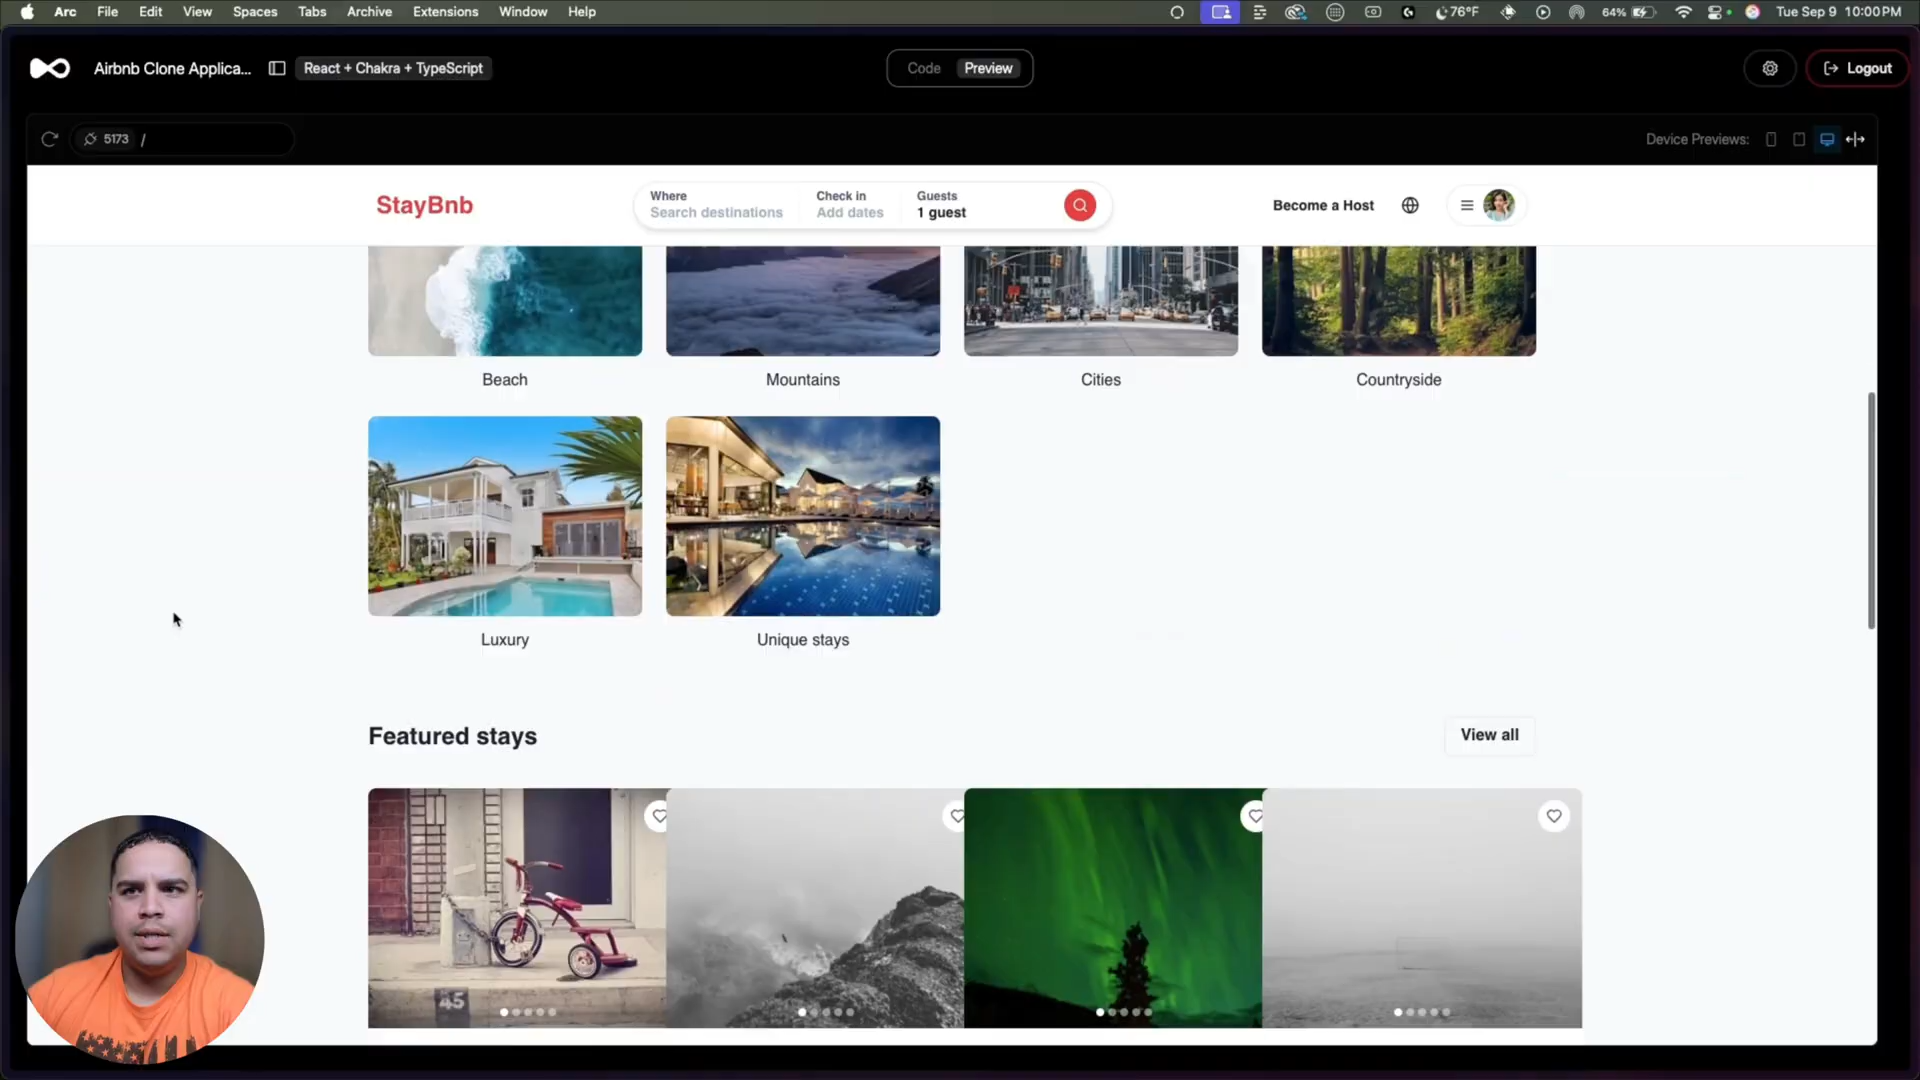 Arc File Edit View Spaces Tabs Archive Extensions Window Help 76°F 64% Tue Sep 9 10:00 PM
Airbnb Clone Applica... React + Chakra + TypeScript Code Preview Logout
5173 / Device Previews:
StayBnb Where Check in Guests Become a Host
Search destinations Add dates 1 guest
Beach Mountains Cities Countryside
Luxury Unique stays
Featured stays View all
45